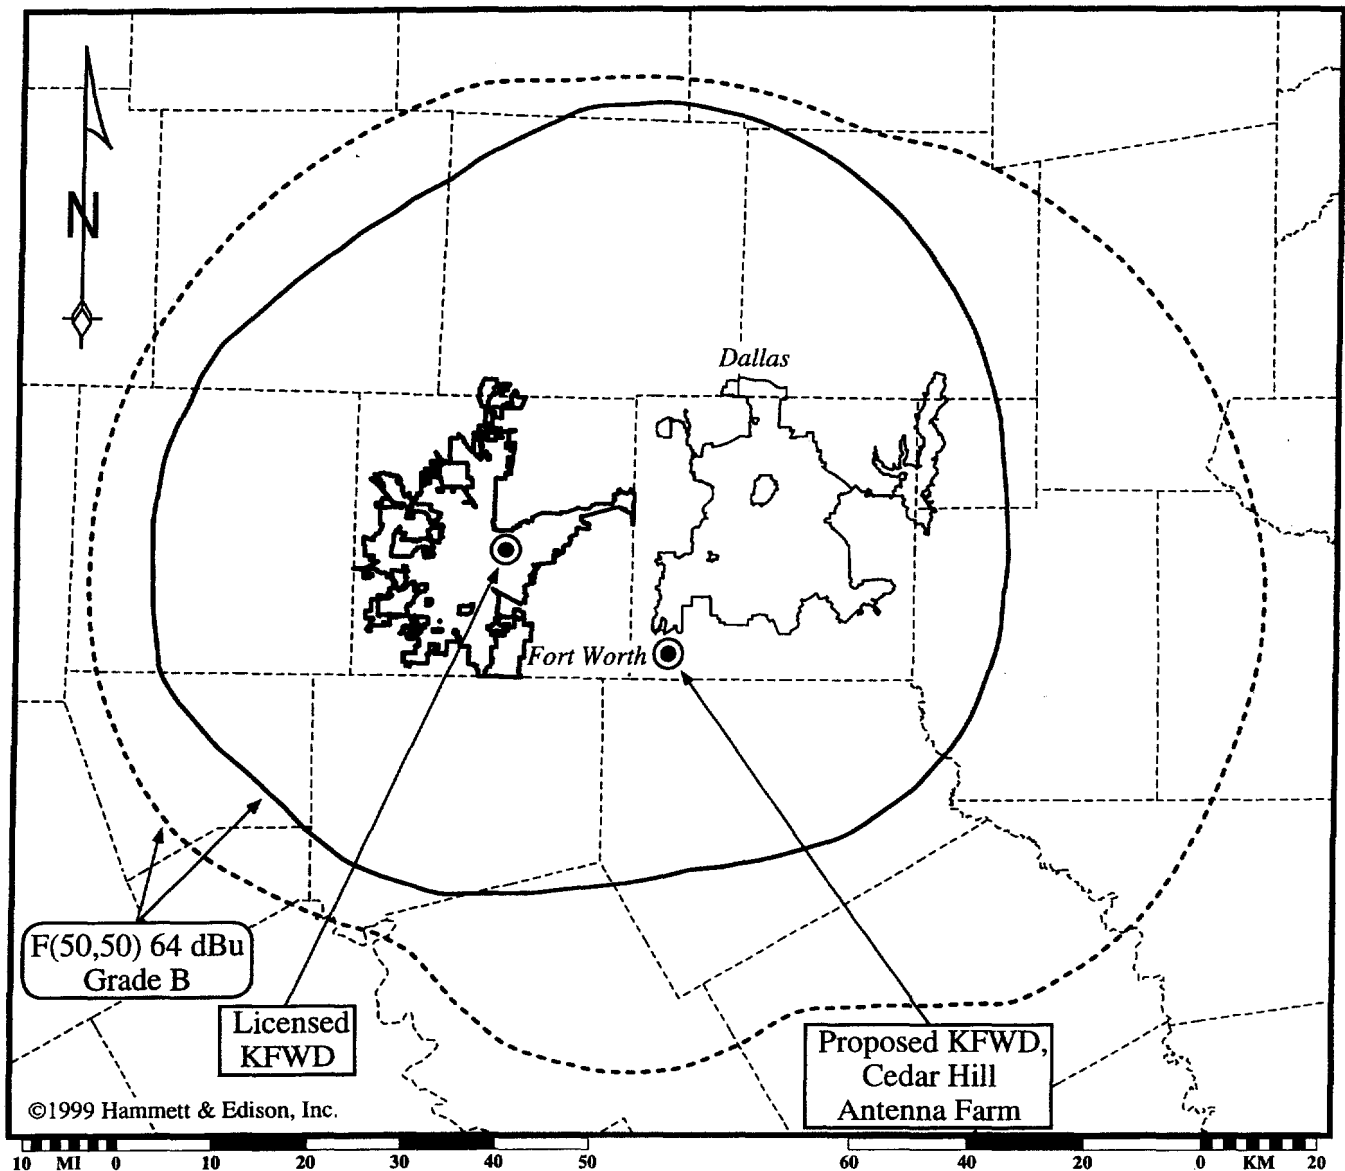 N
Dallas
Fort Worth
F(50,50) 64 dBu
Grade B
Licensed
KFWD
Proposed KFWD,
Cedar Hill
Antenna Farm
©1999 Hammett & Edison, Inc.
10 MI 0 10 20 30 40 50 60 40 20 0 KM 20